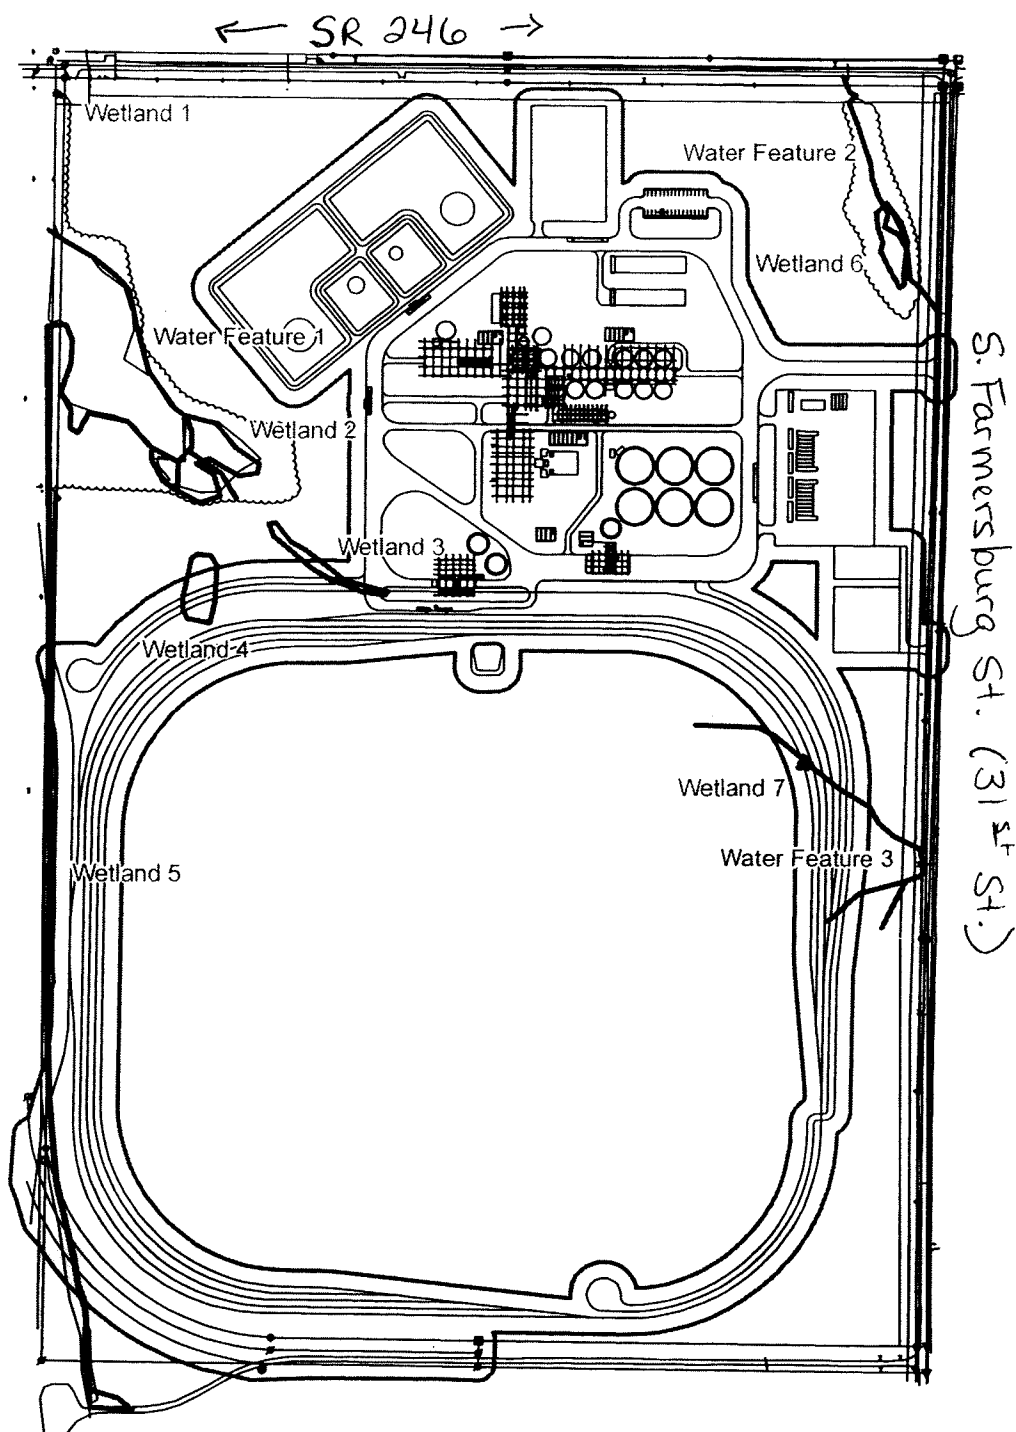 ← SR 246 →
Wetland 1
Water Feature 2
Wetland 6
Water Feature 1
Wetland 2
Wetland 3
Wetland 4
Wetland 7
Water Feature 3
Wetland 5
S. Farmersburg St. (31st St.)